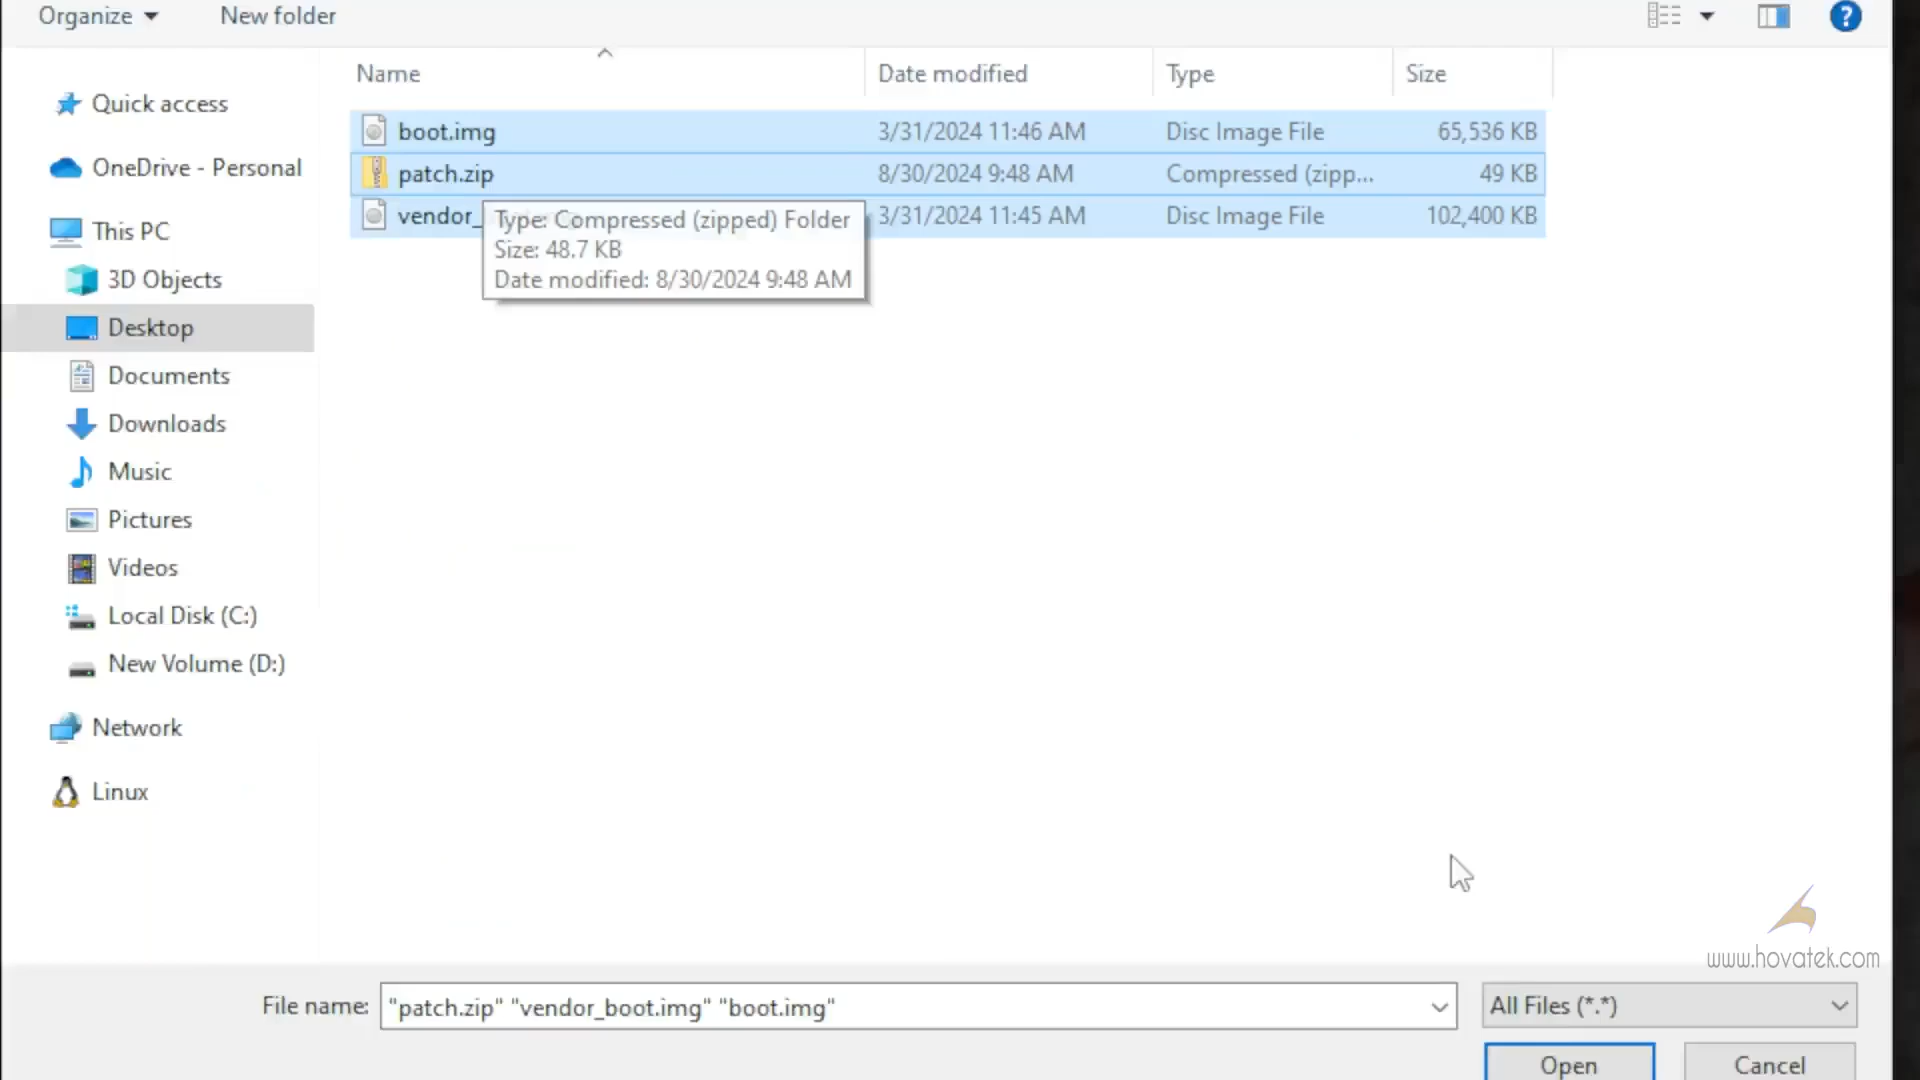 Organize
New folder
?
Name
Date modified
Type
Size
Quick access
OneDrive - Personal
This PC
3D Objects
Desktop
Documents
Downloads
Music
Pictures
Videos
Local Disk (C:)
New Volume (D:)
Network
Linux
boot.img 3/31/2024 11:46 AM Disc Image File 65,536 KB
patch.zip 8/30/2024 9:48 AM Compressed (zipp... 49 KB
vendor_ 3/31/2024 11:45 AM Disc Image File 102,400 KB
Type: Compressed (zipped) Folder
Size: 48.7 KB
Date modified: 8/30/2024 9:48 AM
www.hovatek.com
File name: "patch.zip" "vendor_boot.img" "boot.img"
All Files (*.*)
Open
Cancel